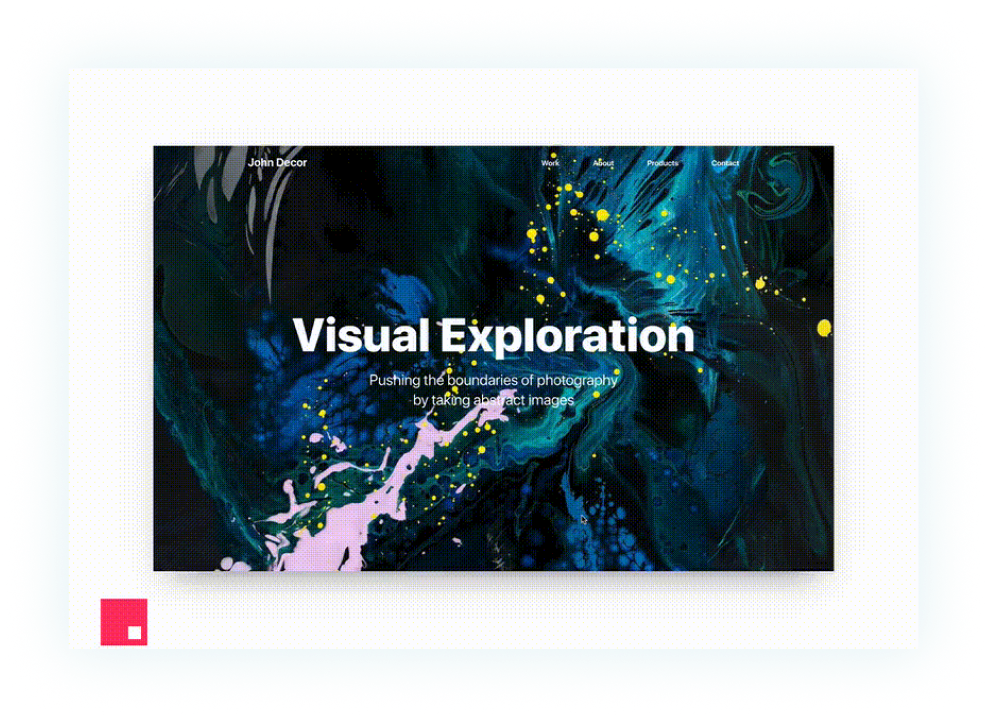 John Decor
Work About Products Contact
Visual Exploration
Pushing the boundaries of photography
by taking abstract images